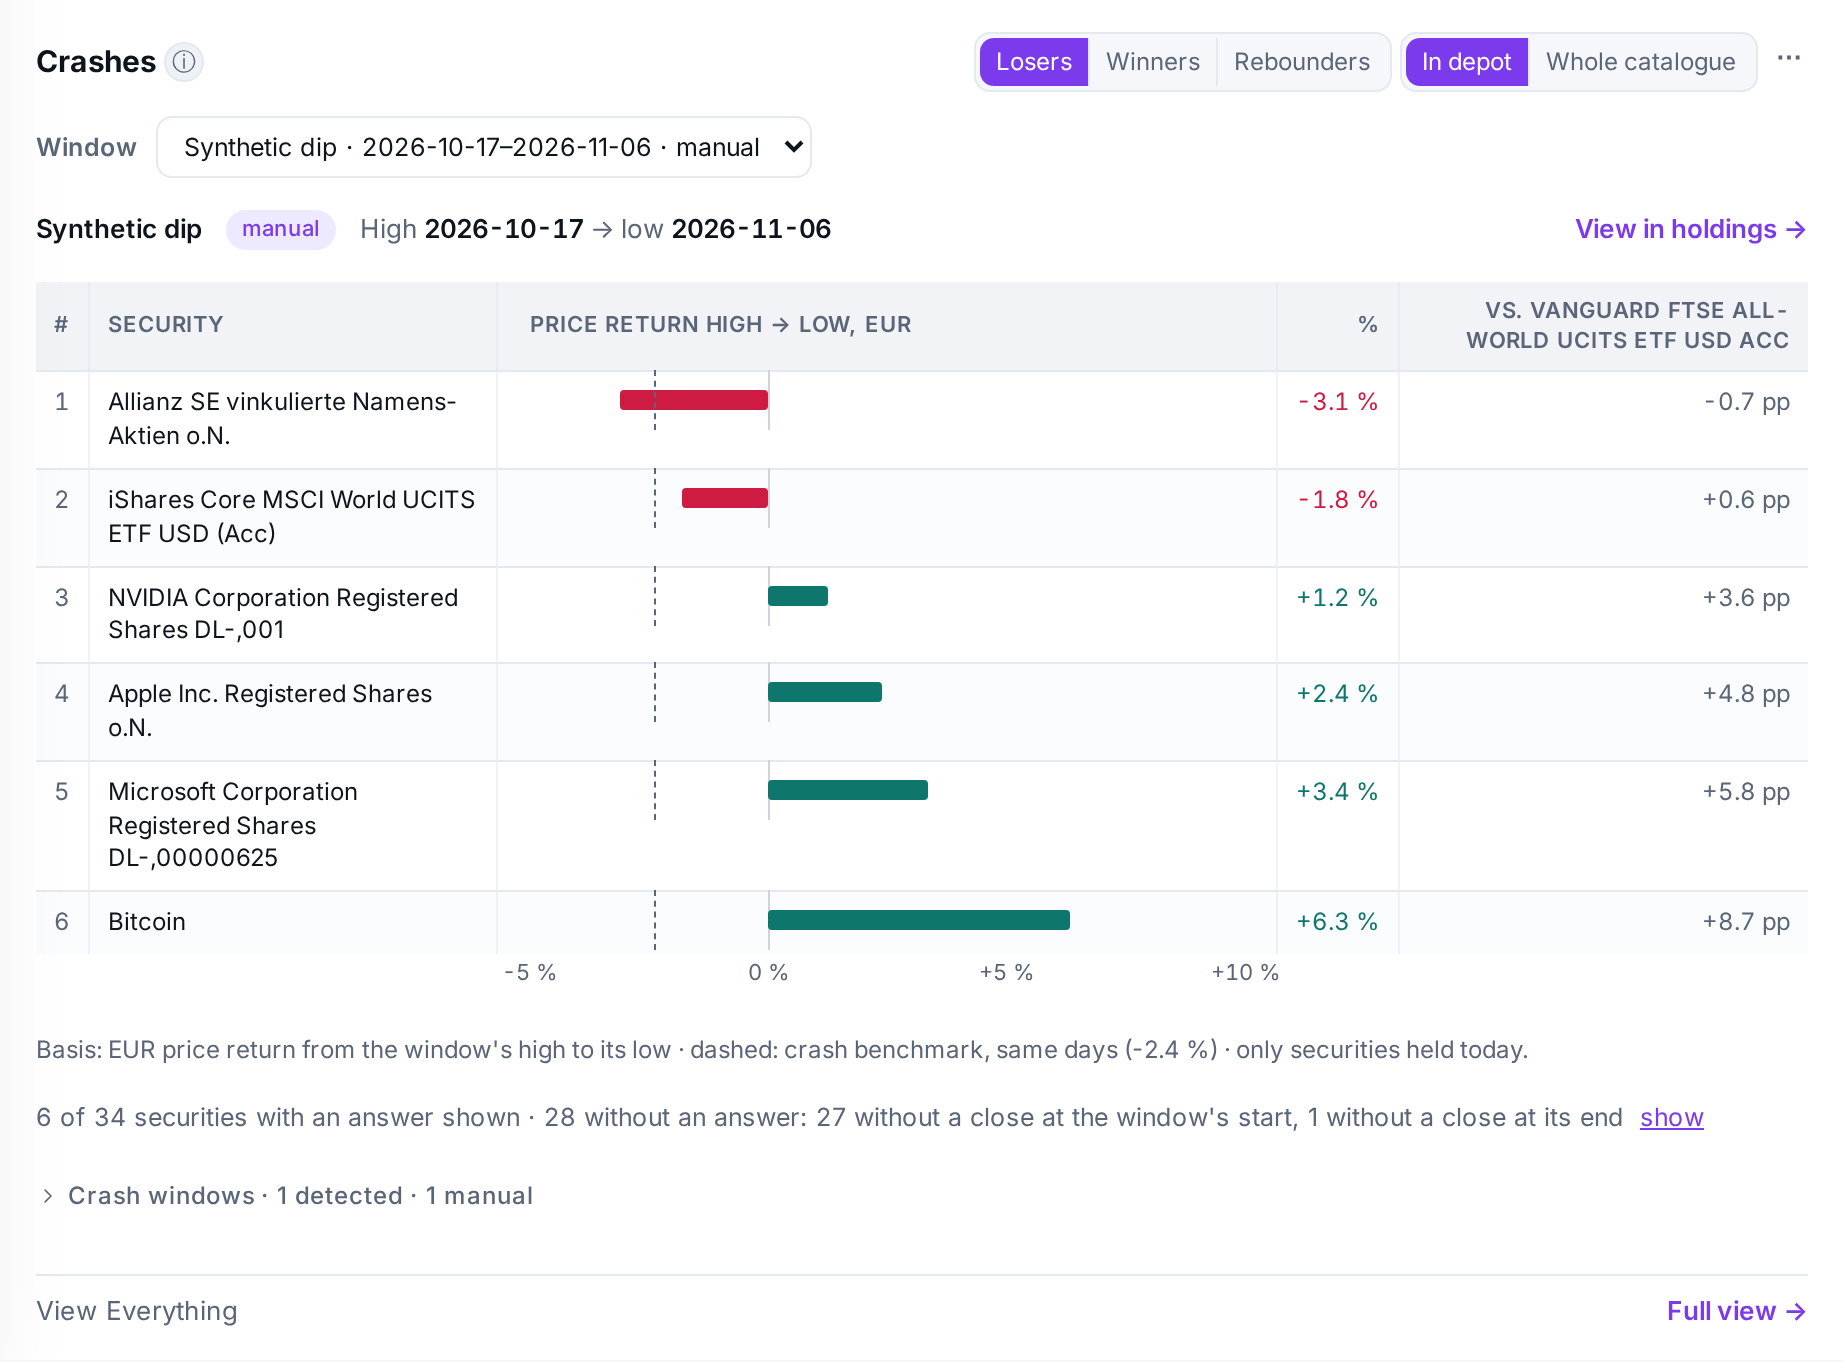 Crashes ⓘ
Losers Winners Rebounders In depot Whole catalogue ···
Window Synthetic dip · 2026-10-17–2026-11-06 · manual
Synthetic dip manual High 2026-10-17 → low 2026-11-06 View in holdings →
# SECURITY PRICE RETURN HIGH → LOW, EUR % VS. VANGUARD FTSE ALL-
WORLD UCITS ETF USD ACC
1 Allianz SE vinkulierte Namens- -3.1 % -0.7 pp
Aktien o.N.
2 iShares Core MSCI World UCITS -1.8 % +0.6 pp
ETF USD (Acc)
3 NVIDIA Corporation Registered +1.2 % +3.6 pp
Shares DL-,001
4 Apple Inc. Registered Shares +2.4 % +4.8 pp
o.N.
5 Microsoft Corporation +3.4 % +5.8 pp
Registered Shares
DL-,00000625
6 Bitcoin +6.3 % +8.7 pp
-5 % 0 % +5 % +10 %
Basis: EUR price return from the window's high to its low · dashed: crash benchmark, same days (-2.4 %) · only securities held today.
6 of 34 securities with an answer shown · 28 without an answer: 27 without a close at the window's start, 1 without a close at its end show
Crash windows · 1 detected · 1 manual
View Everything Full view →